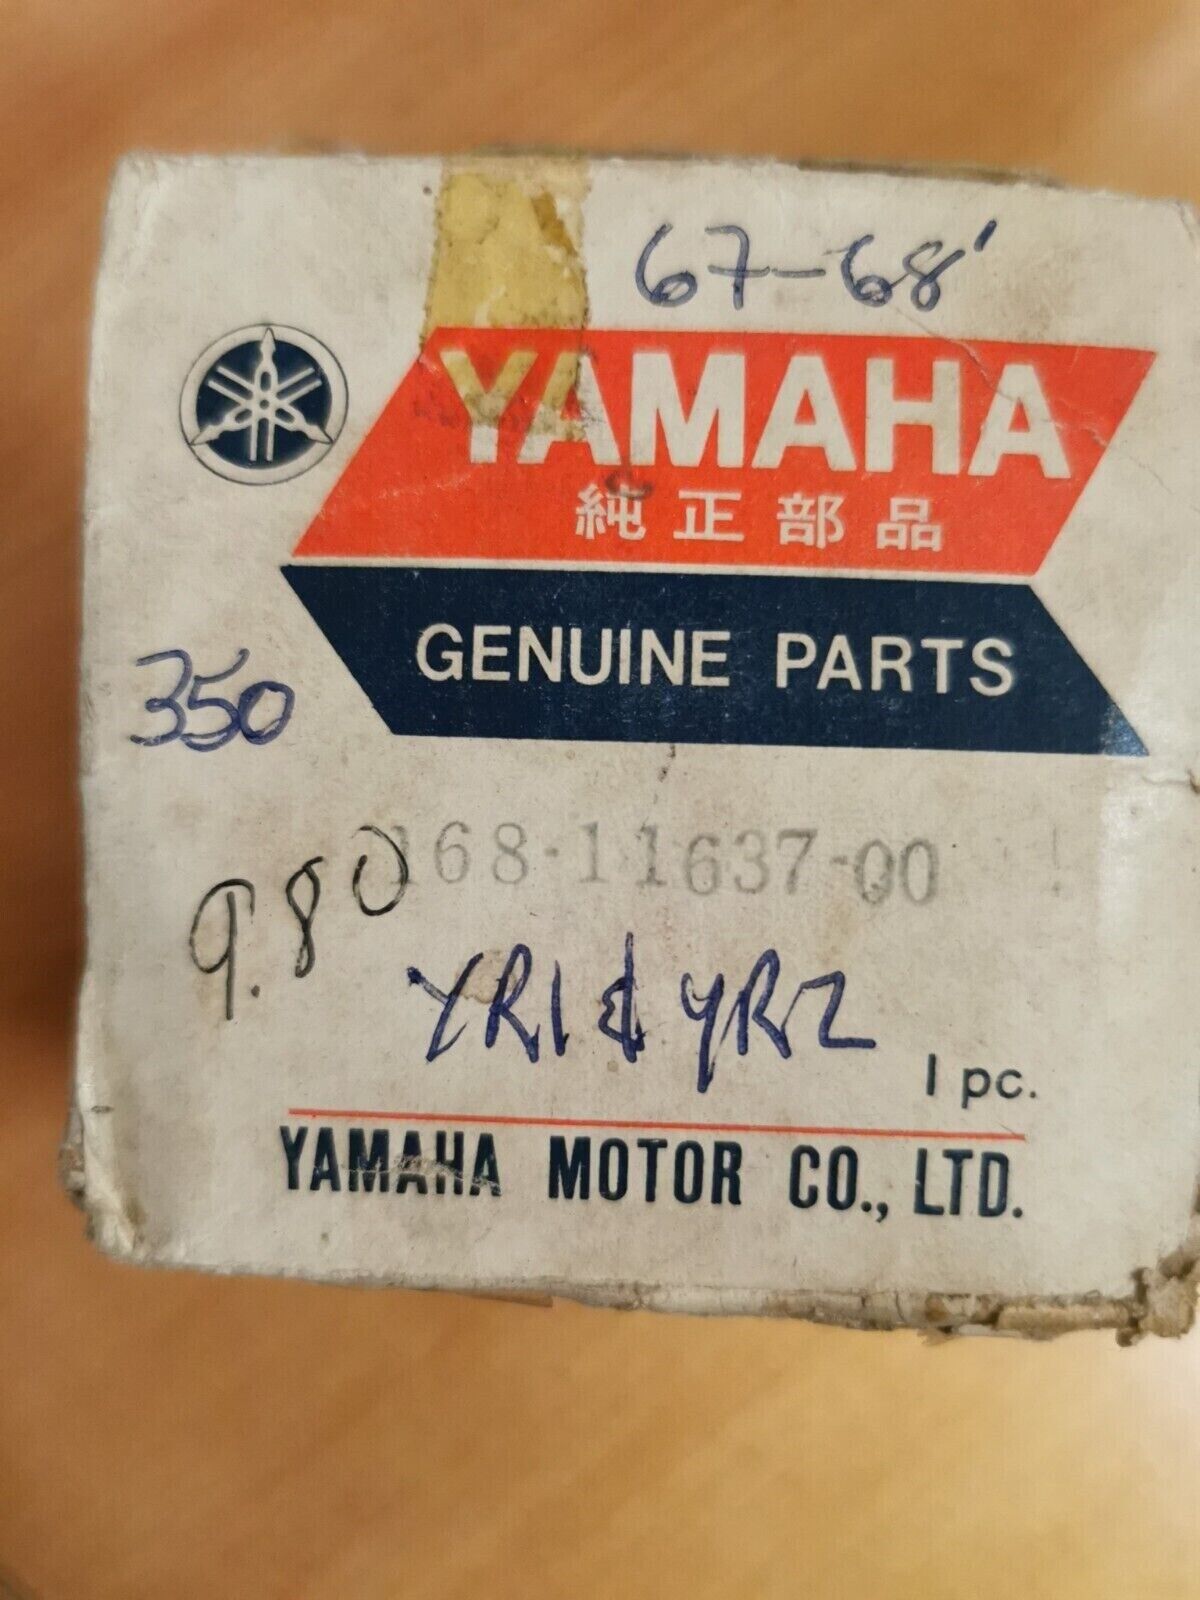 67-68'
YAMAHA
純正部品
GENUINE PARTS
350
168-11637-00
9.80
YR1 & YR2
1 pc.
YAMAHA MOTOR CO., LTD.